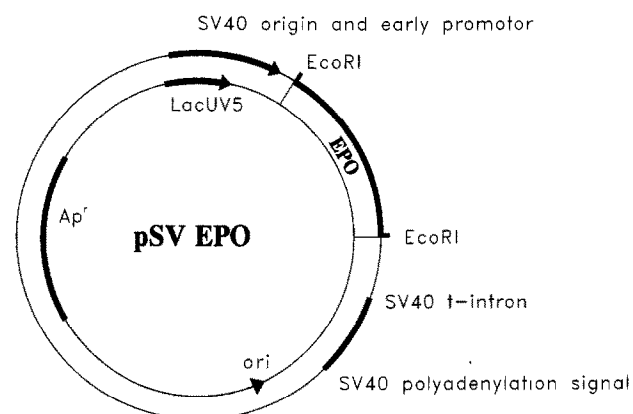 SV40 origin and early promotor
EcoRI
LacUV5
EPO
Apʳ
pSV EPO
EcoRI
SV40 t-intron
ori
SV40 polyadenylation signal